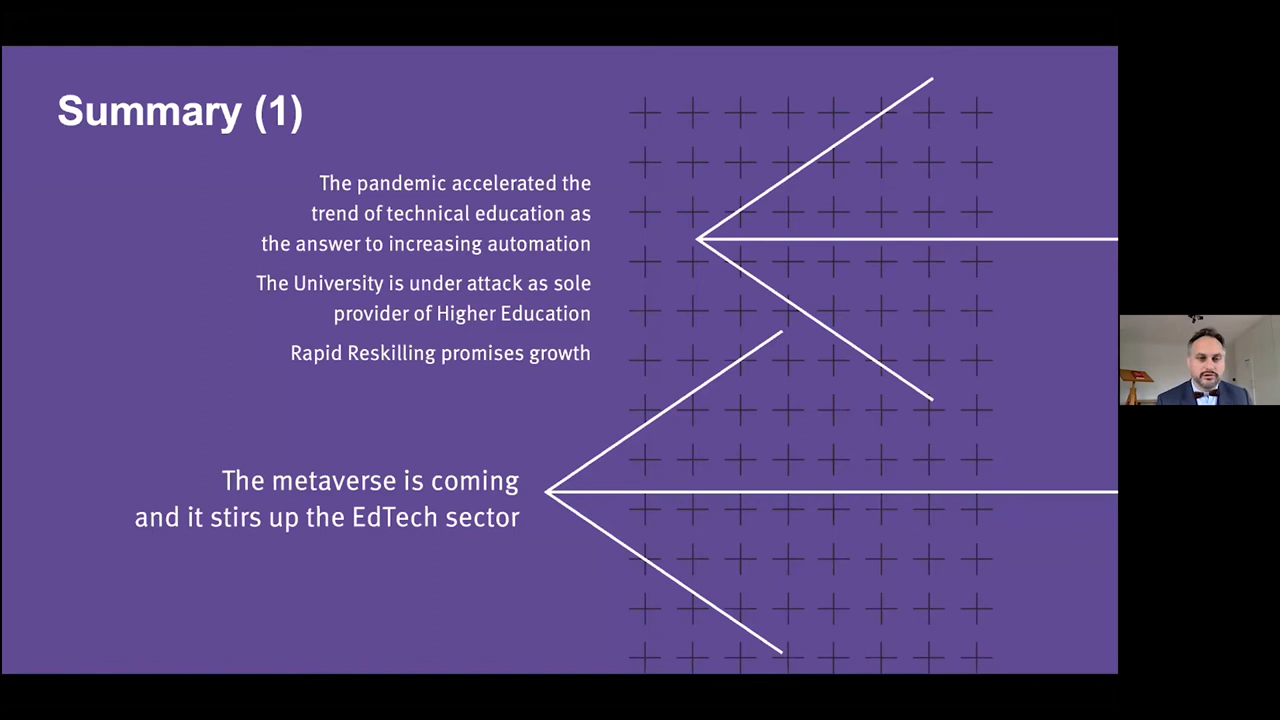 Summary (1)
The pandemic accelerated the
trend of technical education as
the answer to increasing automation
The University is under attack as sole
provider of Higher Education
Rapid Reskilling promises growth
The metaverse is coming
and it stirs up the EdTech sector